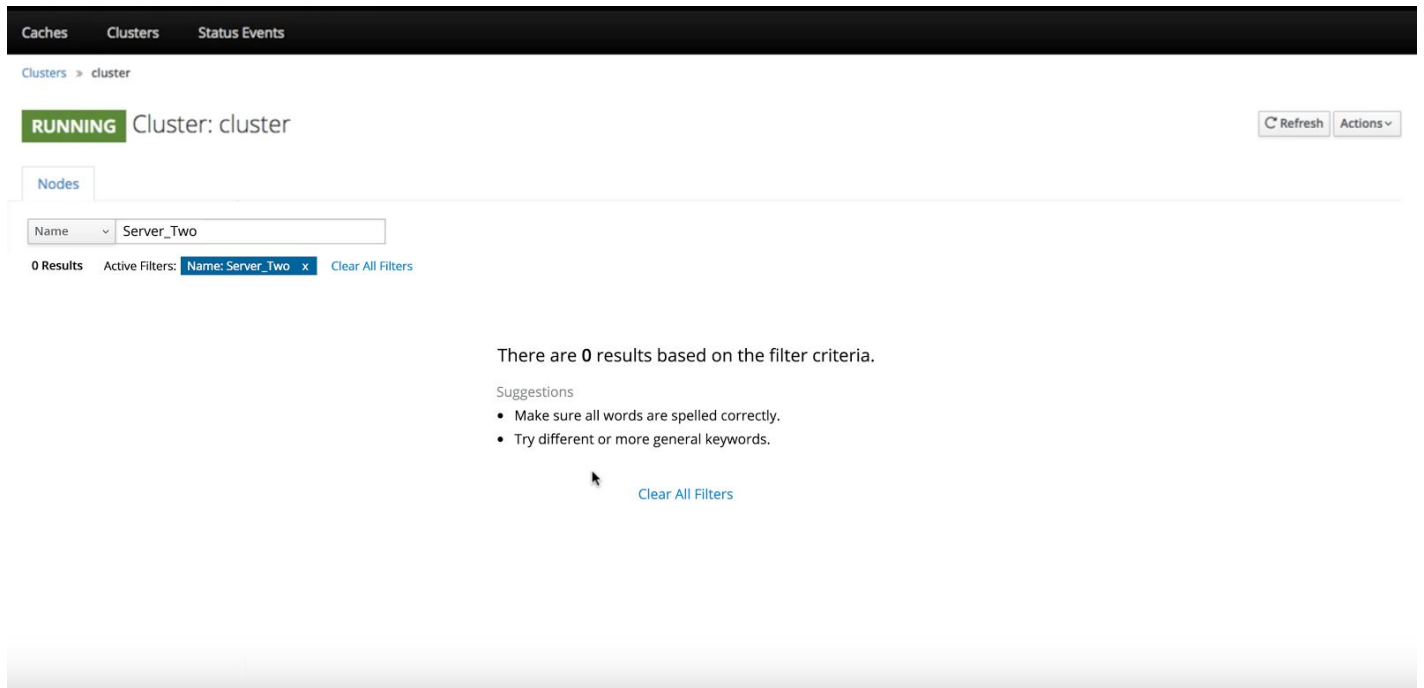 Caches Clusters Status Events
Clusters » cluster
RUNNING Cluster: cluster
Refresh Actions
Nodes
Name Server_Two
0 Results Active Filters: Name: Server_Two x Clear All Filters
There are 0 results based on the filter criteria.
Suggestions
• Make sure all words are spelled correctly.
• Try different or more general keywords.
Clear All Filters